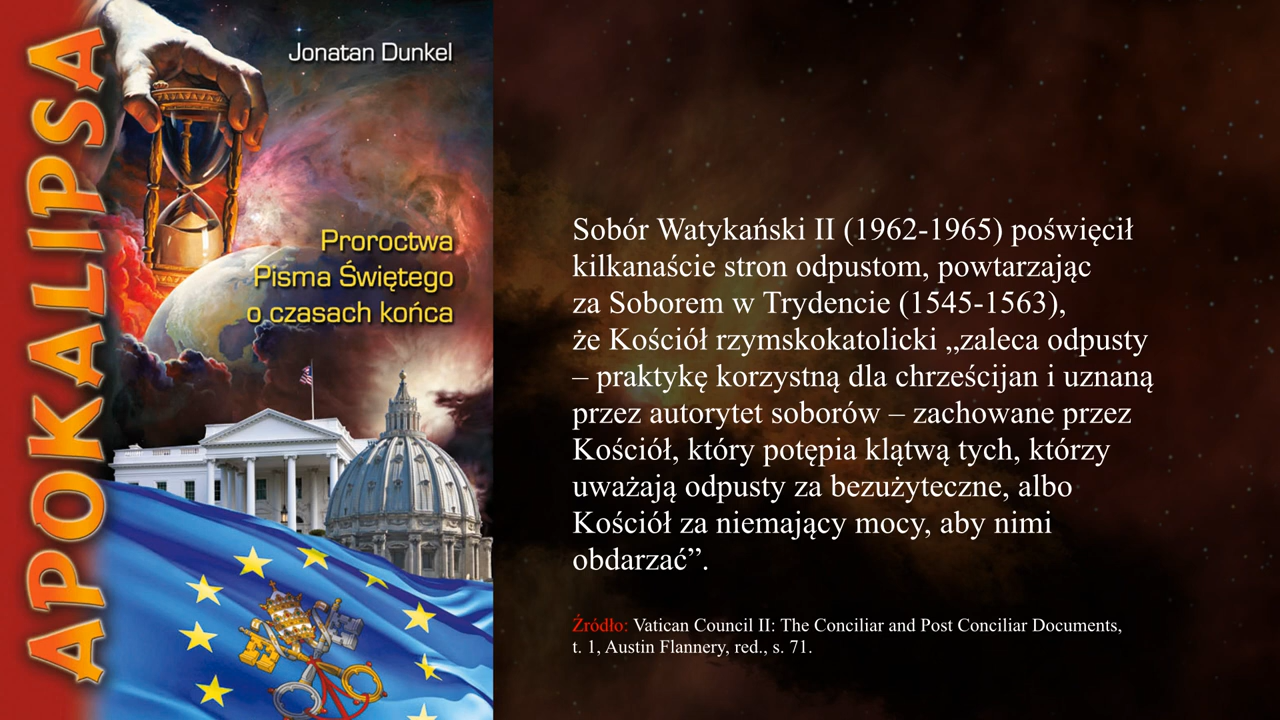 APOKALIPSA
Jonatan Dunkel
Proroctwa
Pisma Świętego
o czasach końca
Sobór Watykański II (1962-1965) poświęcił
kilkanaście stron odpustom, powtarzając
za Soborem w Trydencie (1545-1563),
że Kościół rzymskokatolicki „zaleca odpusty
– praktykę korzystną dla chrześcijan i uznaną
przez autorytet soborów – zachowane przez
Kościół, który potępia klątwą tych, którzy
uważają odpusty za bezużyteczne, albo
Kościół za niemający mocy, aby nimi
obdarzać”.
Źródło: Vatican Council II: The Conciliar and Post Conciliar Documents,
t. 1, Austin Flannery, red., s. 71.